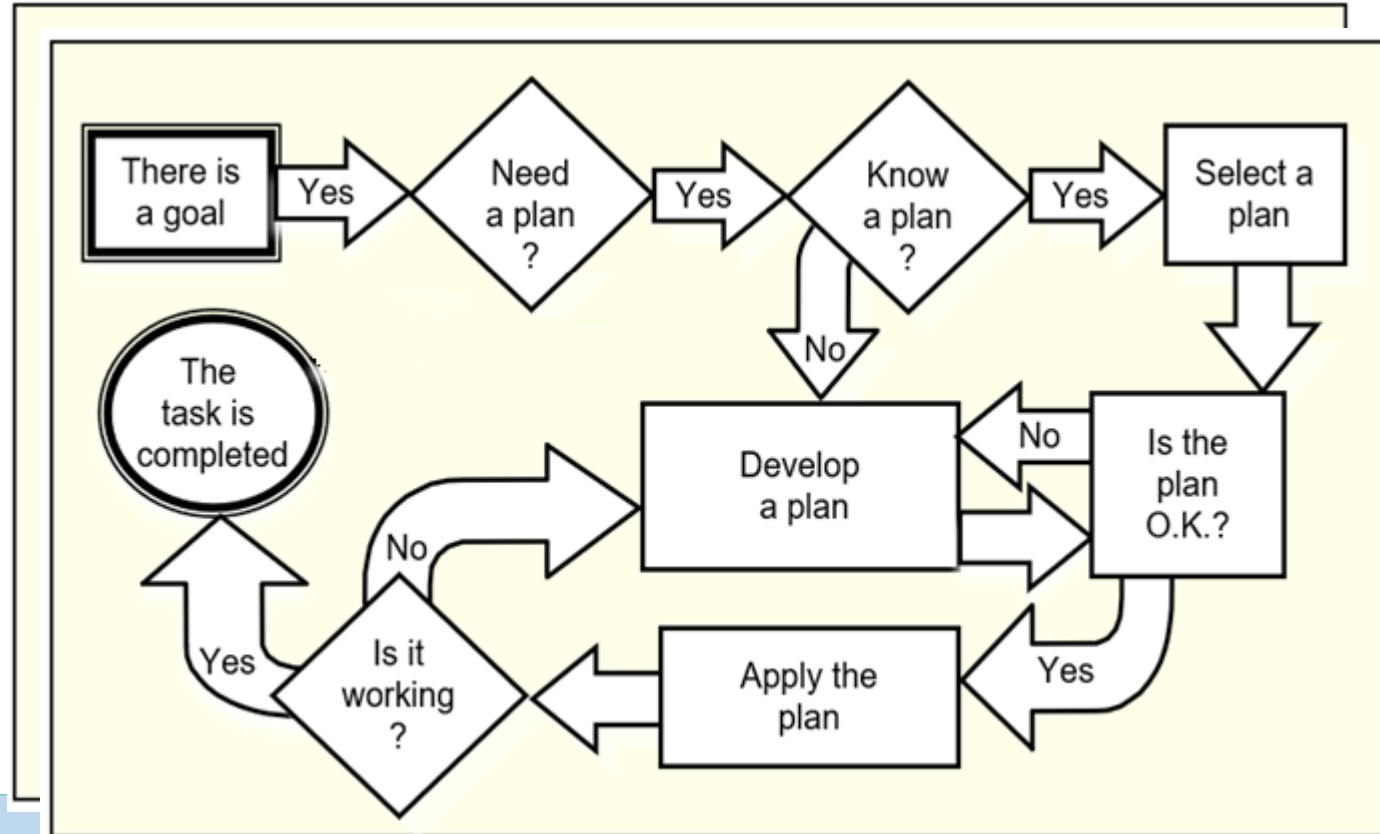 There is
a goal
Yes
Need
a plan
?
Yes
Know
a plan
?
Yes
Select a
plan
No
The
task is
completed
Develop
a plan
No
Is the
plan
O.K.?
No
Yes
Is it
working
?
Apply the
plan
Yes